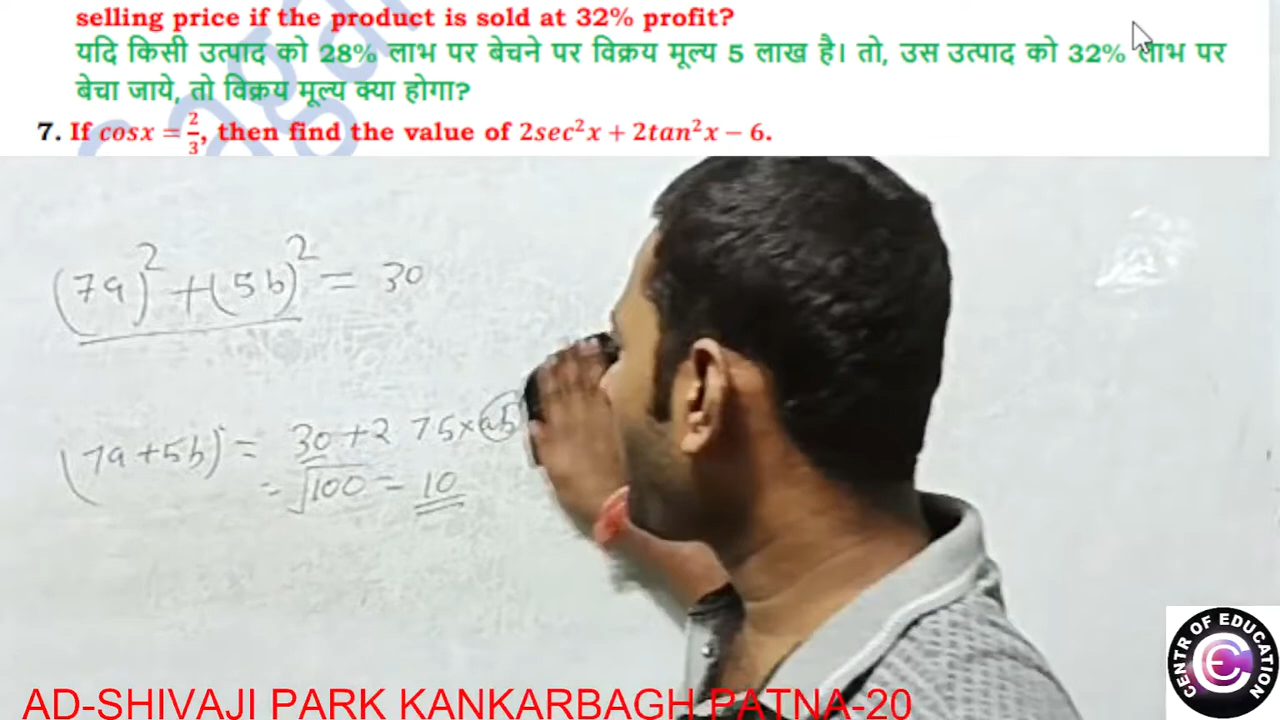 selling price if the product is sold at 32% profit?
यदि किसी उत्पाद को 28% लाभ पर बेचने पर विक्रय मूल्य 5 लाख है। तो, उस उत्पाद को 32% लाभ पर
बेचा जाये, तो विक्रय मूल्य क्या होगा?
7. If cosx = 2/3, then find the value of 2sec²x + 2tan²x − 6.
(7a)² + (5b)² = 30
(7a + 5b)² = 30 + 2 75 × ab
= √100 = 10
CENTR OF EDUCATION
AD-SHIVAJI PARK KANKARBAGH PATNA-20